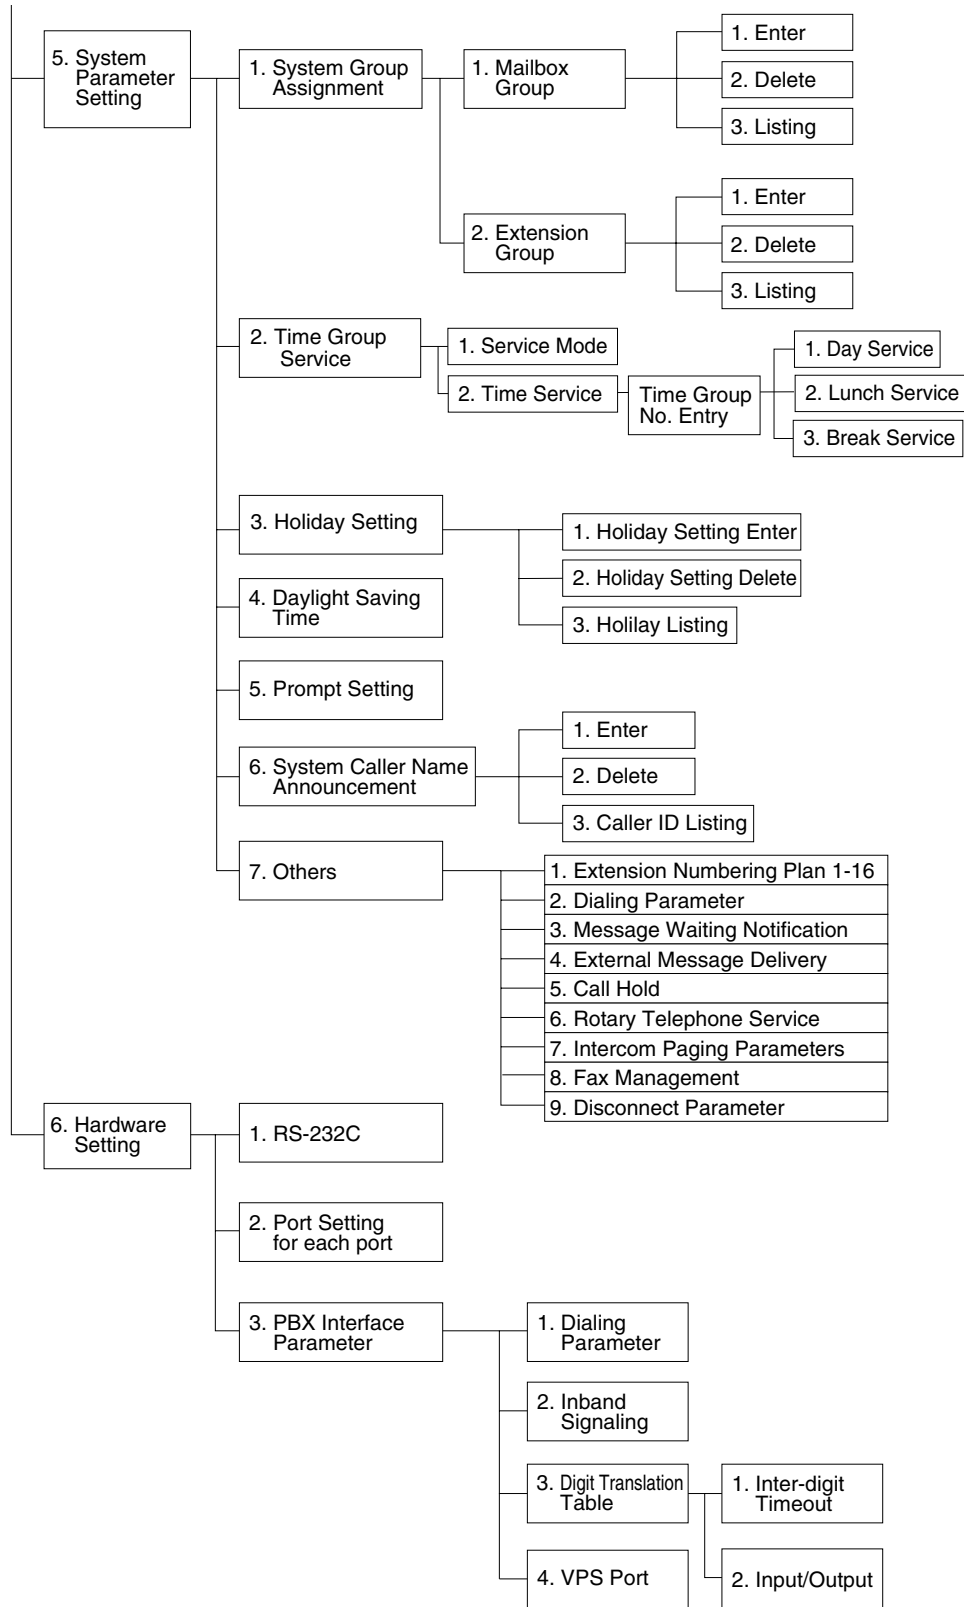 5. System
Parameter
Setting
1. System Group
Assignment
1. Mailbox
Group
1. Enter
2. Delete
3. Listing
2. Extension
Group
1. Enter
2. Delete
3. Listing
2. Time Group
Service
1. Service Mode
2. Time Service
Time Group
No. Entry
1. Day Service
2. Lunch Service
3. Break Service
3. Holiday Setting
1. Holiday Setting Enter
2. Holiday Setting Delete
3. Holilay Listing
4. Daylight Saving
Time
5. Prompt Setting
6. System Caller Name
Announcement
1. Enter
2. Delete
3. Caller ID Listing
7. Others
1. Extension Numbering Plan 1-16
2. Dialing Parameter
3. Message Waiting Notification
4. External Message Delivery
5. Call Hold
6. Rotary Telephone Service
7. Intercom Paging Parameters
8. Fax Management
9. Disconnect Parameter
6. Hardware
Setting
1. RS-232C
2. Port Setting
for each port
3. PBX Interface
Parameter
1. Dialing
Parameter
2. Inband
Signaling
3. Digit Translation
Table
1. Inter-digit
Timeout
2. Input/Output
4. VPS Port